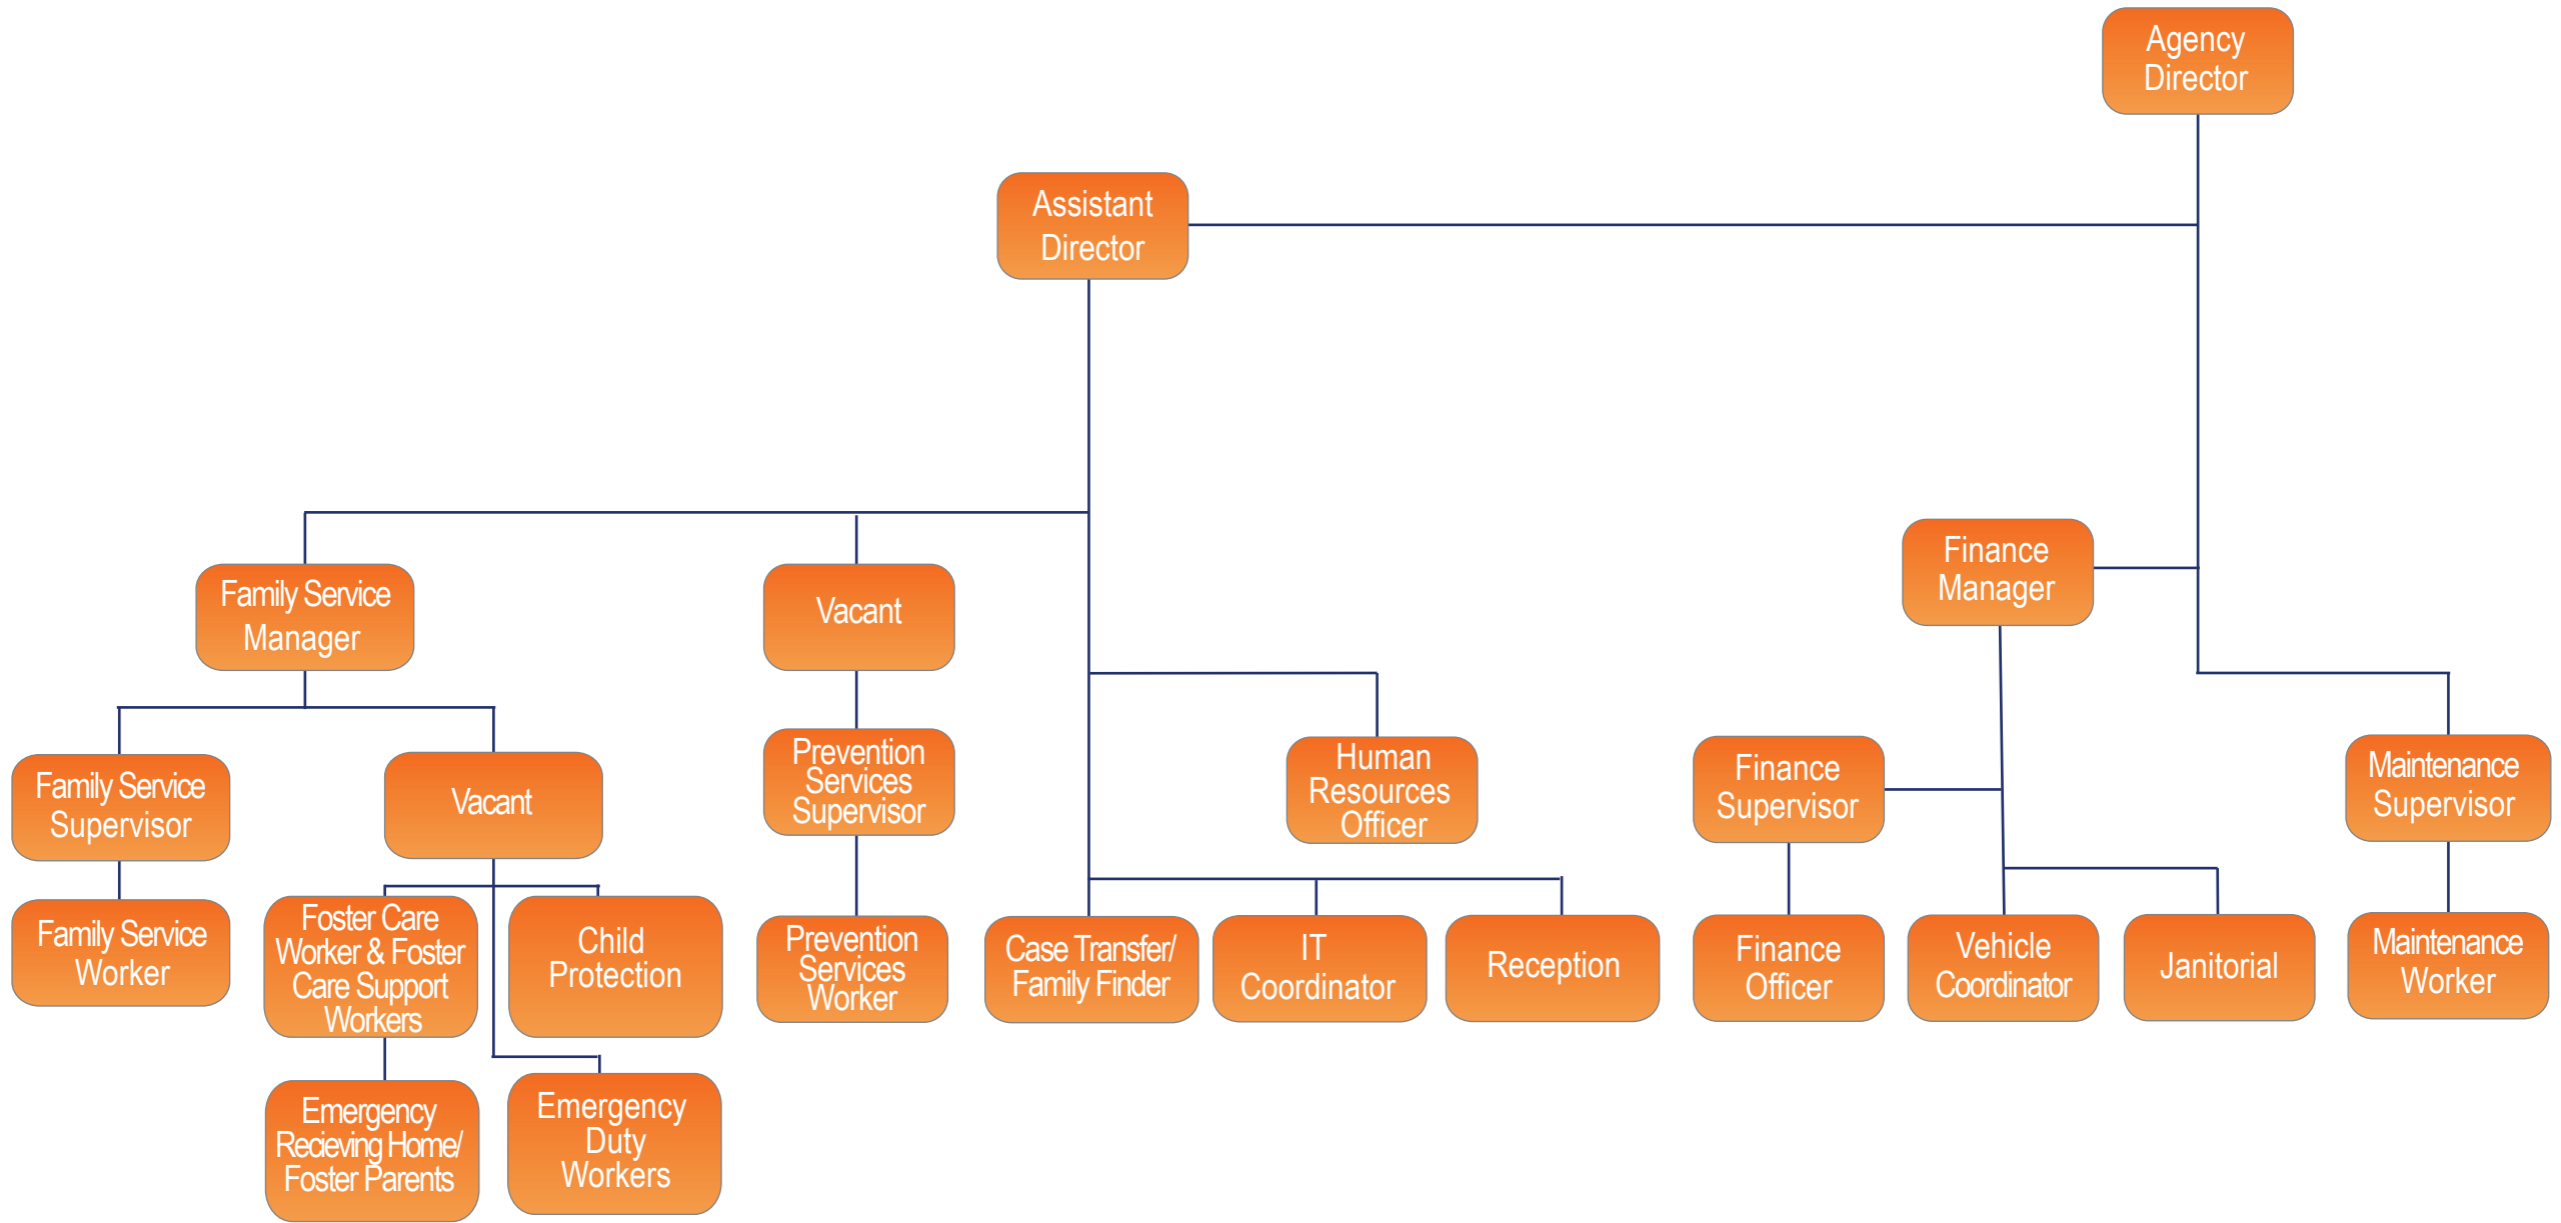 Agency
Director
Assistant
Director
Family Service
Manager
Vacant
Finance
Manager
Family Service
Supervisor
Vacant
Prevention
Services
Supervisor
Human
Resources
Officer
Finance
Supervisor
Maintenance
Supervisor
Family Service
Worker
Foster Care
Worker & Foster
Care Support
Workers
Child
Protection
Prevention
Services
Worker
Case Transfer/
Family Finder
IT
Coordinator
Reception
Finance
Officer
Vehicle
Coordinator
Janitorial
Maintenance
Worker
Emergency
Recieving Home/
Foster Parents
Emergency
Duty
Workers